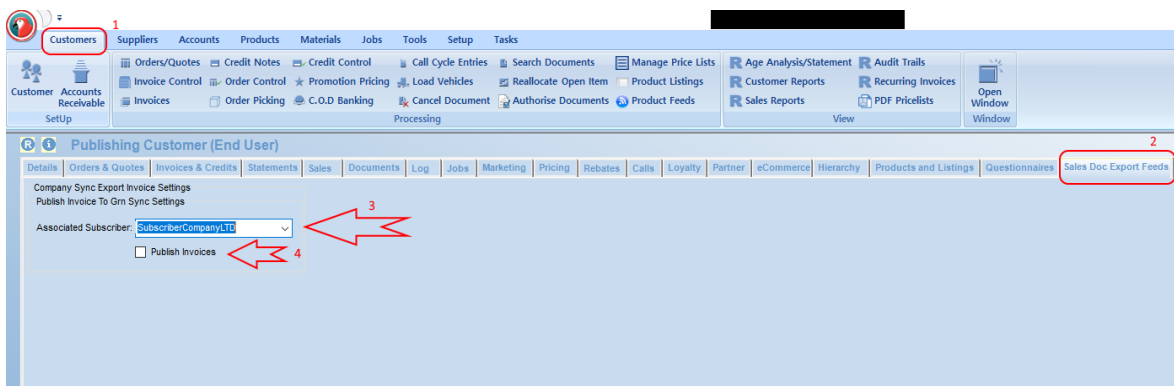 1
Customers Suppliers Accounts Products Materials Jobs Tools Setup Tasks
Orders/Quotes Credit Notes Credit Control Call Cycle Entries Search Documents Manage Price Lists Age Analysis/Statement Audit Trails
Invoice Control Order Control Promotion Pricing Load Vehicles Reallocate Open Item Product Listings Customer Reports Recurring Invoices
Customer Accounts Receivable Invoices Order Picking C.O.D Banking Cancel Document Authorise Documents Product Feeds Sales Reports PDF Pricelists Open Window
SetUp Processing View Window
R i Publishing Customer (End User)
2
Details Orders & Quotes Invoices & Credits Statements Sales Documents Log Jobs Marketing Pricing Rebates Calls Loyalty Partner eCommerce Hierarchy Products and Listings Questionnaires Sales Doc Export Feeds
Company Sync Export Invoice Settings
Publish Invoice To Grn Sync Settings
3
Associated Subscriber: SubscriberCompanyLTD
Publish Invoices 4